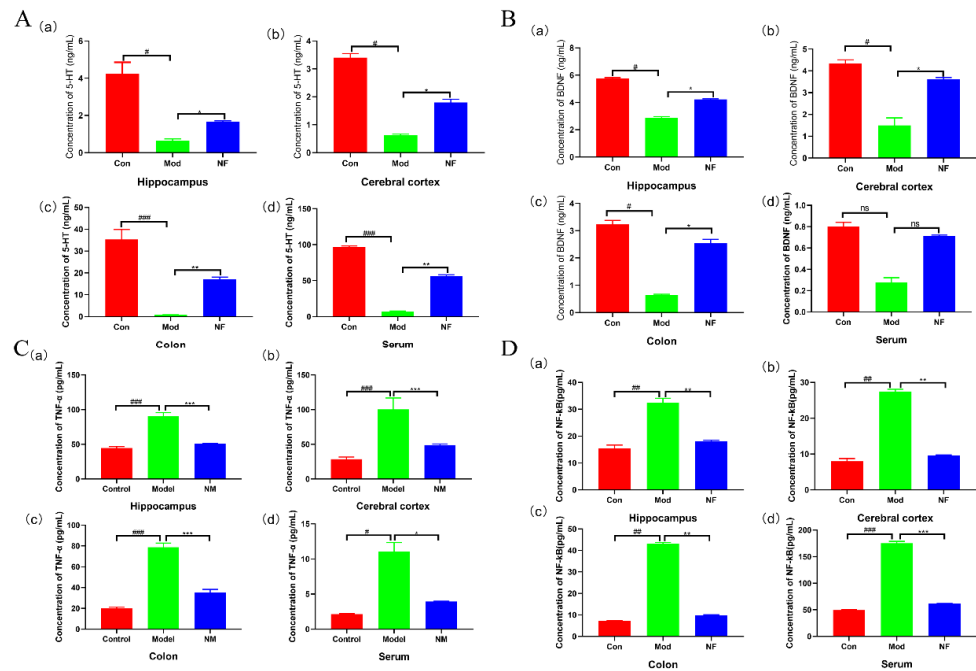 A
(a)
Concentration of 5-HT (ng/mL)
6
4
2
0
#
*
Con Mod NF
Hippocampus
(b)
Concentration of 5-HT (ng/mL)
4
3
2
1
0
#
*
Con Mod NF
Cerebral cortex
(c)
Concentration of 5-HT (ng/mL)
50
40
30
20
10
0
###
**
Con Mod NF
Colon
(d)
Concentration of 5-HT (ng/mL)
150
100
50
0
###
**
Con Mod NF
Serum
B
(a)
Concentration of BDNF (ng/mL)
8
6
4
2
0
#
*
Con Mod NF
Hippocampus
(b)
Concentration of BDNF (ng/mL)
5
4
3
2
1
0
#
*
Con Mod NF
Cerebral cortex
(c)
Concentration of BDNF (ng/mL)
4
3
2
1
0
#
*
Con Mod NF
Colon
(d)
Concentration of BDNF (ng/mL)
0.8
0.6
0.4
0.2
0.0
ns
ns
Con Mod NF
Serum
C
(a)
Concentration of TNF-α (pg/mL)
150
100
50
0
###
***
Control Model NM
Hippocampus
(b)
Concentration of TNF-α (pg/mL)
150
100
50
0
###
***
Control Model NM
Cerebral cortex
(c)
Concentration of TNF-α (pg/mL)
80
60
40
20
0
###
***
Control Model NM
Colon
(d)
Concentration of TNF-α (pg/mL)
15
10
5
0
#
*
Control Model NM
Serum
D
(a)
Concentration of NF-kB(pg/mL)
40
30
20
10
0
##
**
Con Mod NF
Hippocampus
(b)
Concentration of NF-kB(pg/mL)
30
20
10
0
##
**
Con Mod NF
Cerebral cortex
(c)
Concentration of NF-kB(pg/mL)
50
40
30
20
10
0
##
**
Con Mod NF
Colon
(d)
Concentration of NF-kB(pg/mL)
200
150
100
50
0
###
***
Con Mod NF
Serum